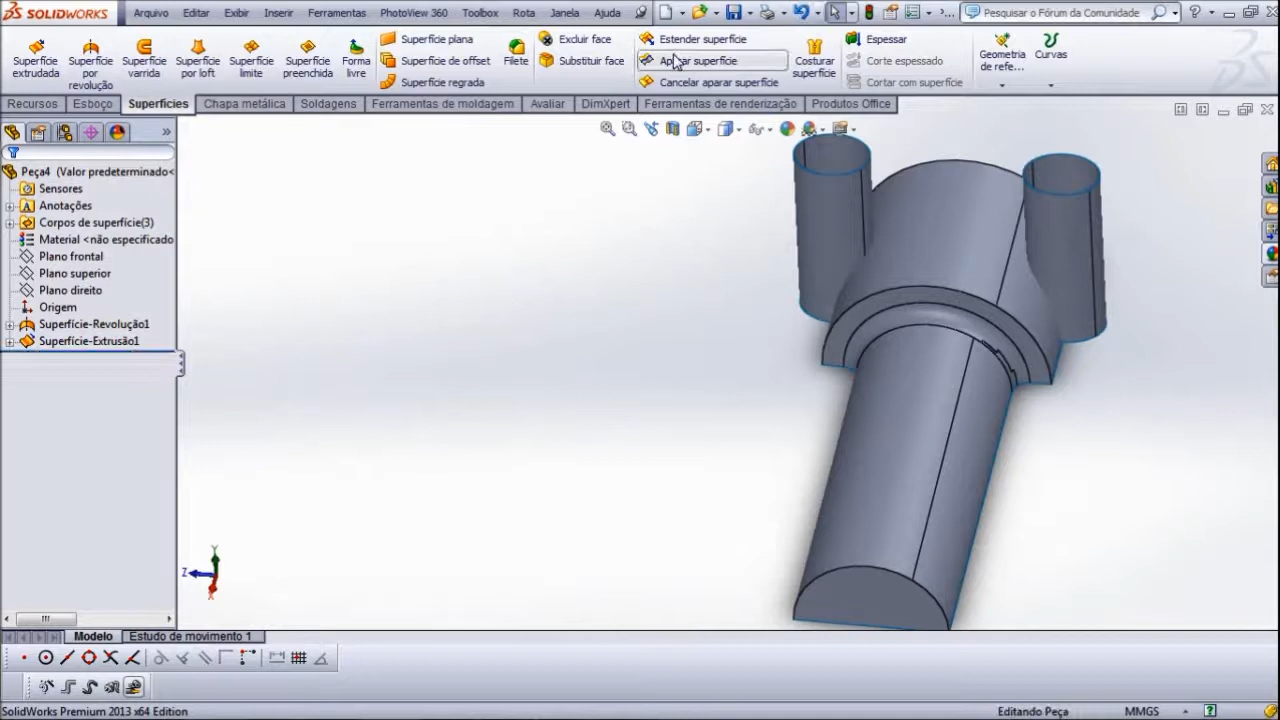 SOLIDWORKS Arquivo Editar Exibir Inserir Ferramentas PhotoView 360 Toolbox Rota Janela Ajuda Pesquisar o Fórum da Comunidade
Superfície extrudada
Superfície por revolução
Superfície varrida
Superfície por loft
Superfície limite
Superfície preenchida
Forma livre
Superfície plana
Superfície de offset
Superfície regrada
Filete
Excluir face
Substituir face
Estender superfície
superfície
Cancelar aparar superfície
Costurar superfície
Espessar
Corte espessado
Cortar com superfície
Geometria de refe...
Curvas
Recursos Esboço Superfícies Chapa metálica Soldagens Ferramentas de moldagem Avaliar DimXpert Ferramentas de renderização Produtos Office
Peça4 (Valor predeterminado<
Sensores
Anotações
Corpos de superfície(3)
Material <não especificado
Plano frontal
Plano superior
Plano direito
Origem
Superfície-Revolução1
Superfície-Extrusão1
Y
Z
X
Modelo Estudo de movimento 1
SolidWorks Premium 2013 x64 Edition Editando Peça MMGS